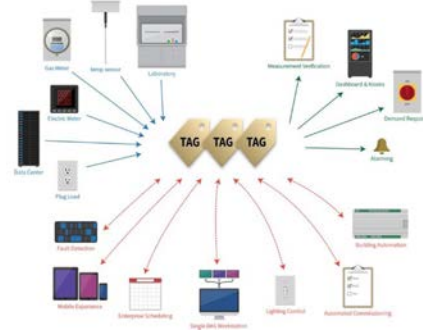 Gas Meter
temp sensor
Laboratory
Measurement Verification
Dashboard & Kiosks
Demand Respon
Electric Meter
TAG TAG TAG
Alarming
Data Center
Plug Load
Fault Detection
Building Automation
Mobile Experience
Enterprise Scheduling
Single BAS Workstation
Lighting Control
Automated Commissioning